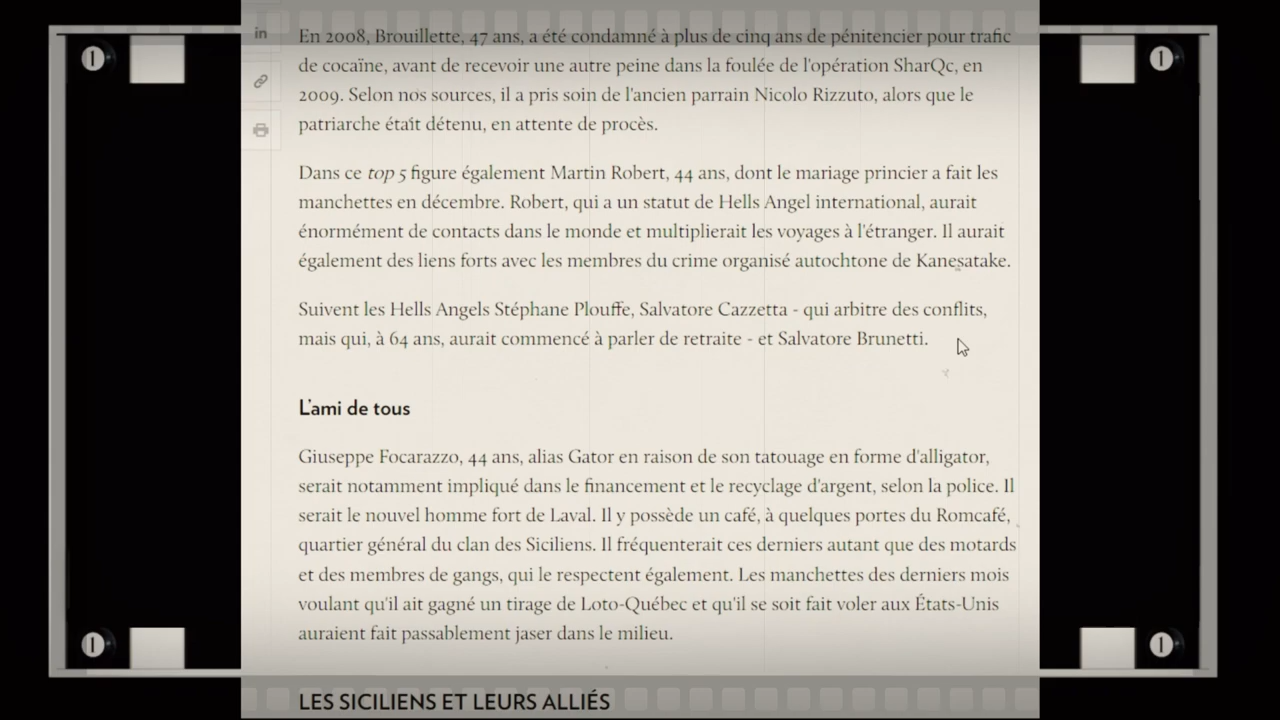 in
En 2008, Brouillette, 47 ans, a été condamné à plus de cinq ans de pénitencier pour trafic
de cocaïne, avant de recevoir une autre peine dans la foulée de l'opération SharQc, en
2009. Selon nos sources, il a pris soin de l'ancien parrain Nicolo Rizzuto, alors que le
patriarche était détenu, en attente de procès.
Dans ce top 5 figure également Martin Robert, 44 ans, dont le mariage princier a fait les
manchettes en décembre. Robert, qui a un statut de Hells Angel international, aurait
énormément de contacts dans le monde et multiplierait les voyages à l'étranger. Il aurait
également des liens forts avec les membres du crime organisé autochtone de Kanesatake.
Suivent les Hells Angels Stéphane Plouffe, Salvatore Cazzetta - qui arbitre des conflits,
mais qui, à 64 ans, aurait commencé à parler de retraite - et Salvatore Brunetti.
L'ami de tous
Giuseppe Focarazzo, 44 ans, alias Gator en raison de son tatouage en forme d'alligator,
serait notamment impliqué dans le financement et le recyclage d'argent, selon la police. Il
serait le nouvel homme fort de Laval. Il y possède un café, à quelques portes du Romcafé,
quartier général du clan des Siciliens. Il fréquenterait ces derniers autant que des motards
et des membres de gangs, qui le respectent également. Les manchettes des derniers mois
voulant qu'il ait gagné un tirage de Loto-Québec et qu'il se soit fait voler aux États-Unis
auraient fait passablement jaser dans le milieu.
LES SICILIENS ET LEURS ALLIÉS
1
1
1
1